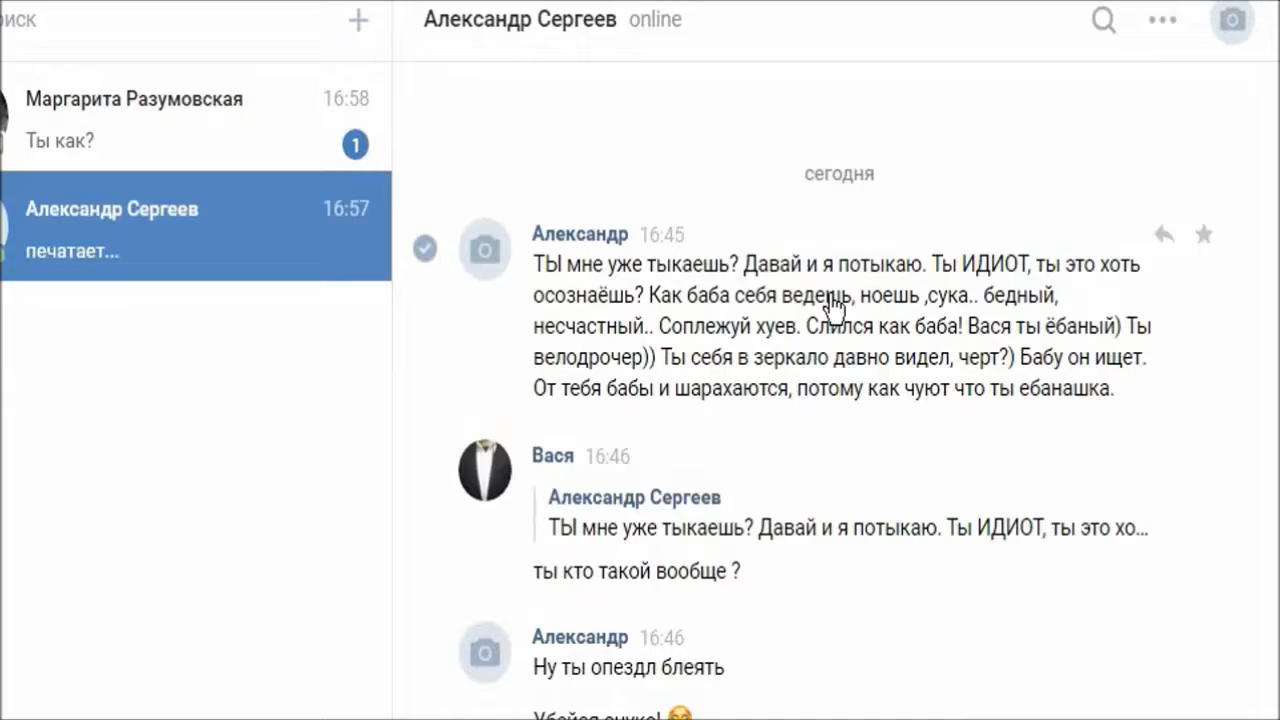 Александр Сергеев online
Маргарита Разумовская 16:58
Ты как? 1
Александр Сергеев 16:57
печатает...
сегодня
Александр 16:45
ТЫ мне уже тыкаешь? Давай и я потыкаю. Ты ИДИОТ, ты это хоть
осознаёшь? Как баба себя ведешь, ноешь ,сука.. бедный,
несчастный.. Соплежуй хуев. Слился как баба! Вася ты ёбаный) Ты
велодрочер)) Ты себя в зеркало давно видел, черт?) Бабу он ищет.
От тебя бабы и шарахаются, потому как чуют что ты ебанашка.
Вася 16:46
Александр Сергеев
ТЫ мне уже тыкаешь? Давай и я потыкаю. Ты ИДИОТ, ты это хо...
ты кто такой вообще ?
Александр 16:46
Ну ты опездл блеять